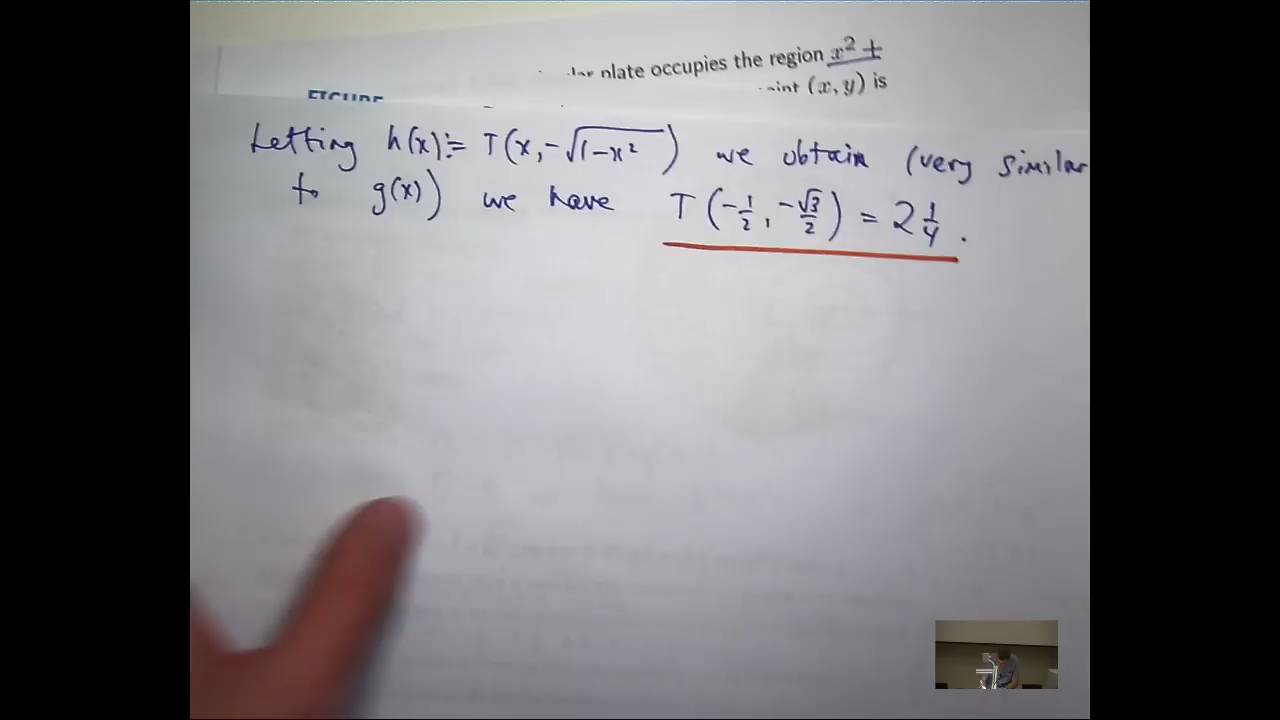 plate occupies the region x² +
(x, y) is
FIGURE
Letting h(x) := T(x, -√(1-x²)) we obtain (very similar
to g(x)) we have T(-1/2, -√3/2) = 2 1/4.